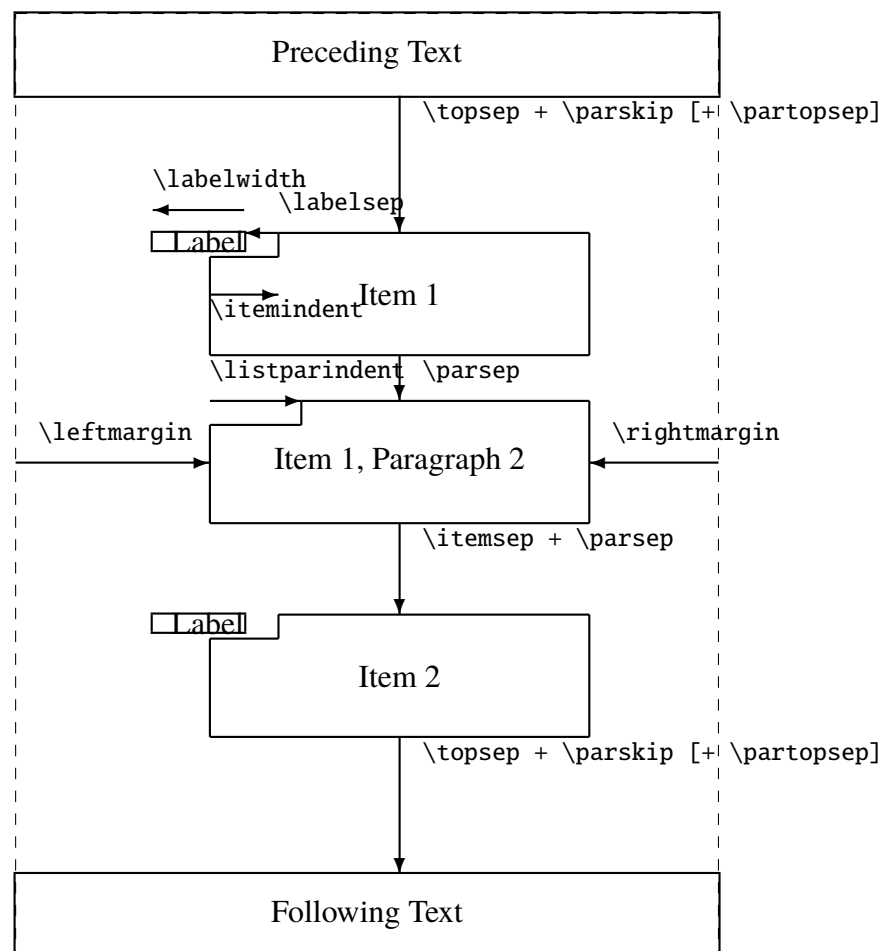 Preceding Text
\topsep + \parskip [+ \partopsep]
\labelwidth
\labelsep
Label
Item 1
\itemindent
\listparindent \parsep
\leftmargin
\rightmargin
Item 1, Paragraph 2
\itemsep + \parsep
Label
Item 2
\topsep + \parskip [+ \partopsep]
Following Text